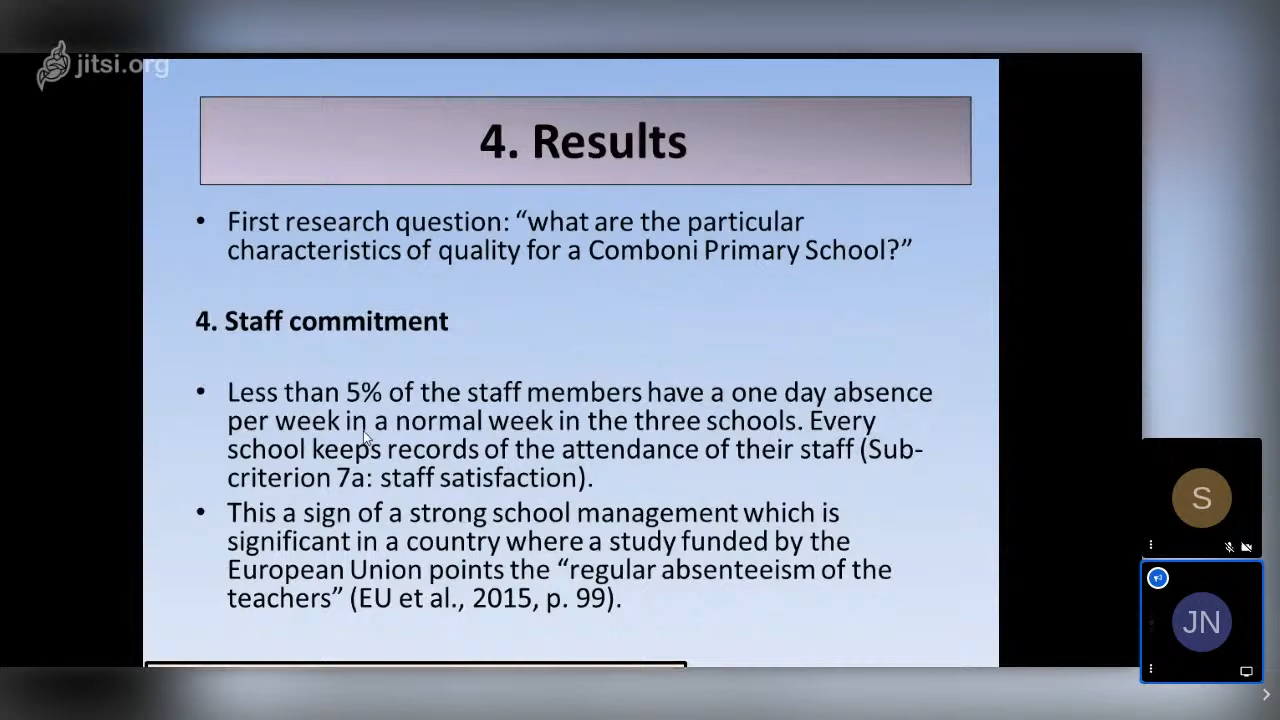 jitsi.org
4. Results
• First research question: “what are the particular
characteristics of quality for a Comboni Primary School?”
4. Staff commitment
• Less than 5% of the staff members have a one day absence
per week in a normal week in the three schools. Every
school keeps records of the attendance of their staff (Sub-
criterion 7a: staff satisfaction).
• This a sign of a strong school management which is
significant in a country where a study funded by the
European Union points the “regular absenteeism of the
teachers” (EU et al., 2015, p. 99).
S
JN